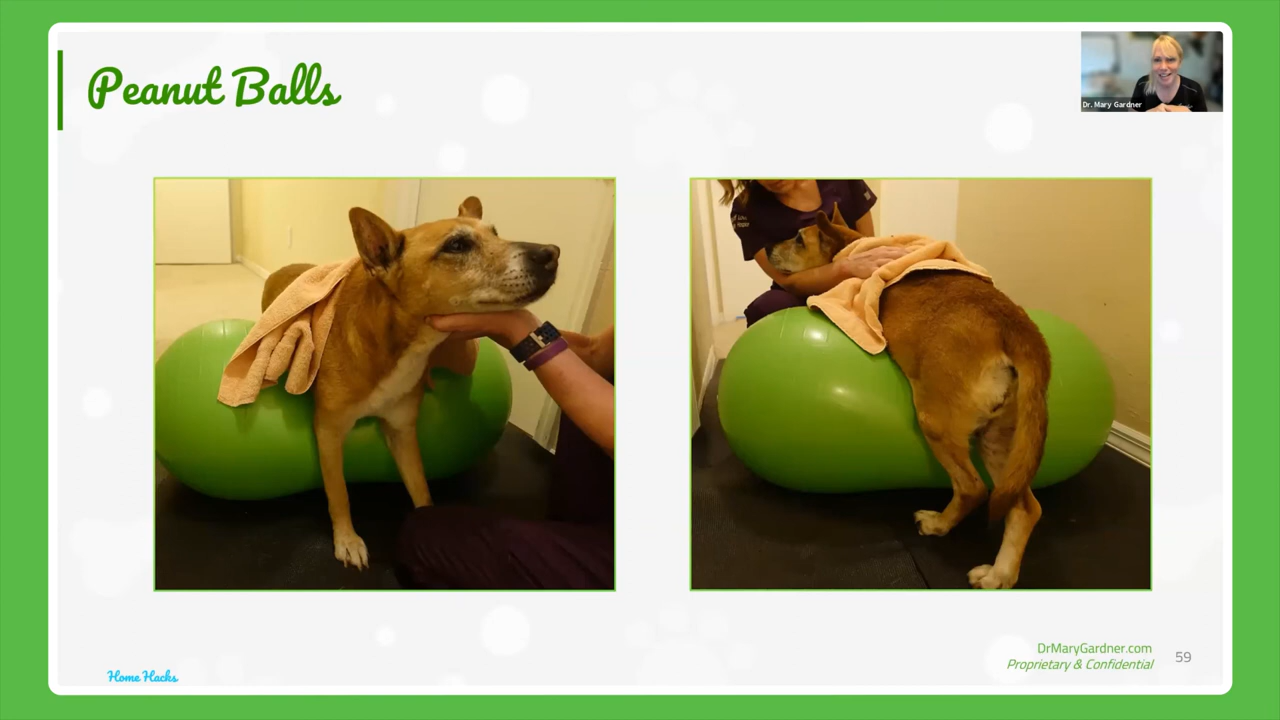 Peanut Balls
Dr. Mary Gardner
DrMaryGardner.com
Proprietary & Confidential
59
Home Hacks